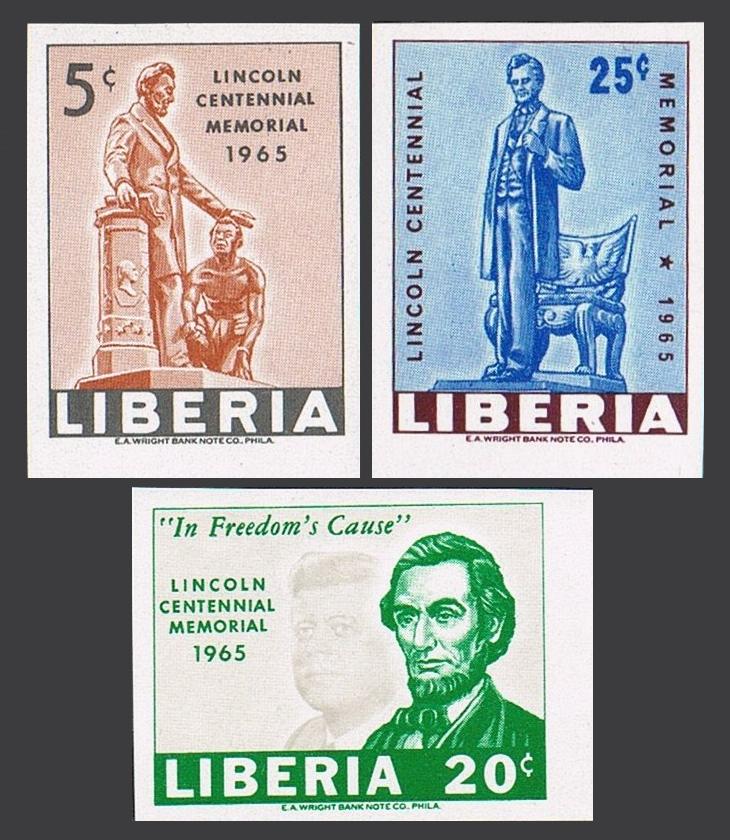 5¢
LINCOLN
CENTENNIAL
MEMORIAL
1965
LIBERIA
E.A. WRIGHT BANK NOTE CO., PHILA.
25¢
LINCOLN CENTENNIAL
MEMORIAL ★ 1965
LIBERIA
E.A. WRIGHT BANK NOTE CO., PHILA.
"In Freedom's Cause"
LINCOLN
CENTENNIAL
MEMORIAL
1965
LIBERIA 20¢
E.A. WRIGHT BANK NOTE CO., PHILA.